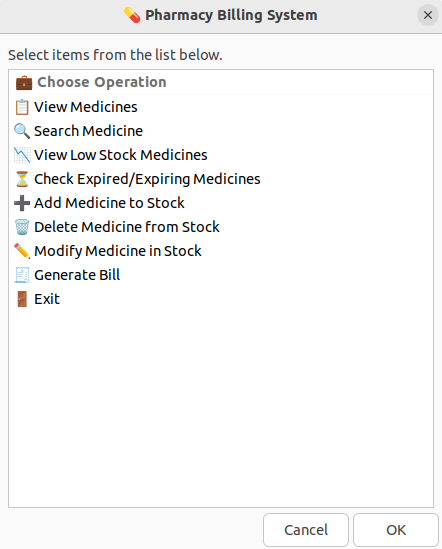 💊 Pharmacy Billing System
Select items from the list below.
💼 Choose Operation
📋 View Medicines
🔍 Search Medicine
📉 View Low Stock Medicines
⏳ Check Expired/Expiring Medicines
➕ Add Medicine to Stock
🗑️ Delete Medicine from Stock
✏️ Modify Medicine in Stock
🧾 Generate Bill
🚪 Exit
Cancel OK